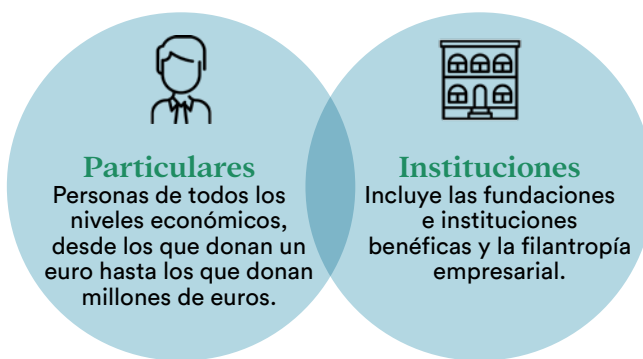 Particulares
Personas de todos los
niveles económicos,
desde los que donan un
euro hasta los que donan
millones de euros.
Instituciones
Incluye las fundaciones
e instituciones
benéficas y la filantropía
empresarial.